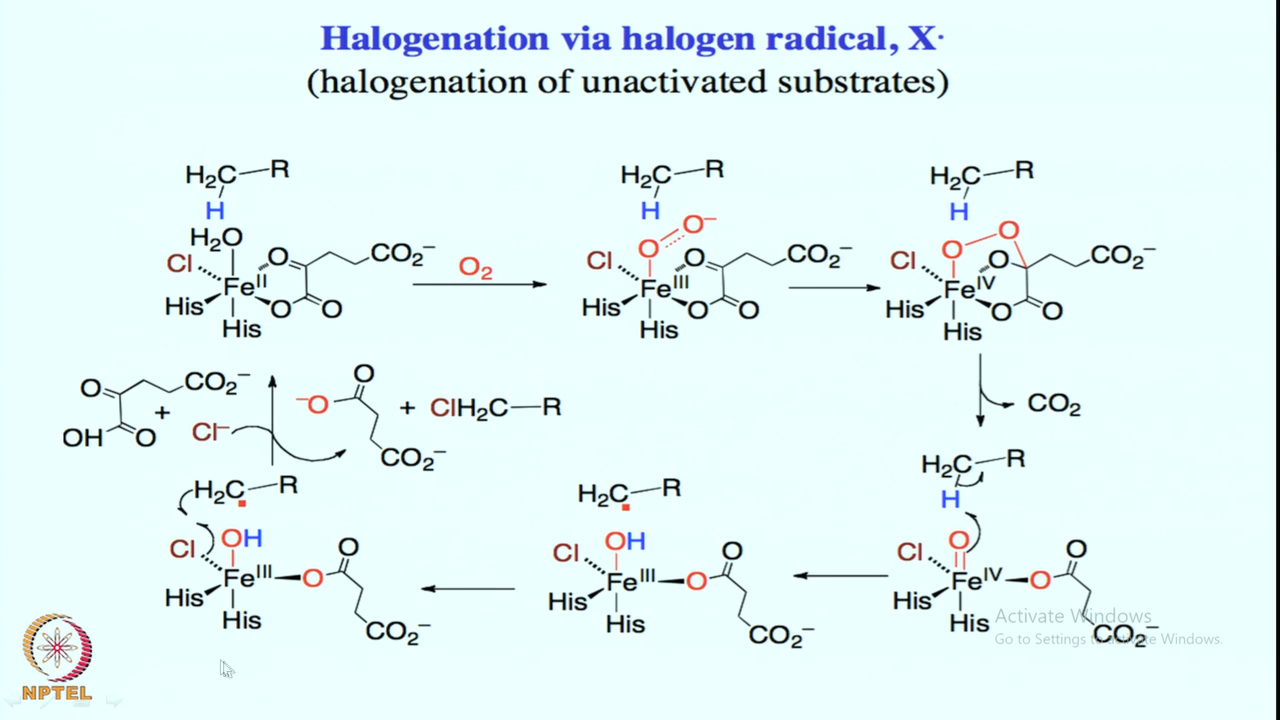 Halogenation via halogen radical, X·
(halogenation of unactivated substrates)
H₂C R
H
H₂O
Cl
Feᴵᴵ
His
His
O
O
O
CO₂⁻
O₂
H₂C R
H
O O⁻
Cl
Feᴵᴵᴵ
His
His
O
O
O
CO₂⁻
H₂C R
H
O O
Cl
Feᴵⱽ
His
His
O
O
O
CO₂⁻
CO₂
O
CO₂⁻
OH
O
+
Cl⁻
O
⁻O
CO₂⁻
+
ClH₂C R
H₂C R
OH
Cl
Feᴵᴵᴵ
His
His
O
O
CO₂⁻
H₂C R
OH
Cl
Feᴵᴵᴵ
His
His
O
O
CO₂⁻
H₂C R
H
O
Cl
Feᴵⱽ
His
His
O
O
CO₂⁻
Activate Windows
Go to Settings to activate Windows.
NPTEL